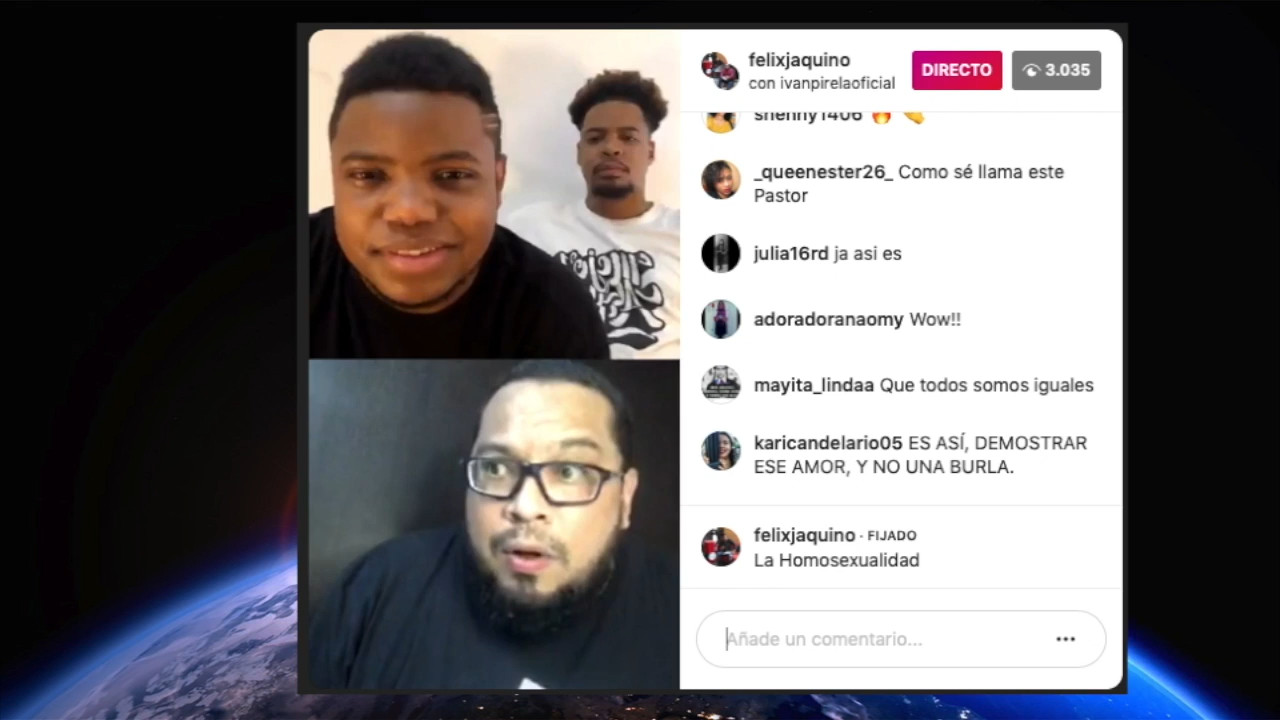 felixjaquino
con ivanpirelaoficial
DIRECTO
3.035
shenny1406 🔥 👏
_queenester26_ Como sé llama este
Pastor
julia16rd ja asi es
adoradoranaomy Wow!!
mayita_lindaa Que todos somos iguales
karicandelario05 ES ASÍ, DEMOSTRAR
ESE AMOR, Y NO UNA BURLA.
felixjaquino · FIJADO
La Homosexualidad
Añade un comentario...